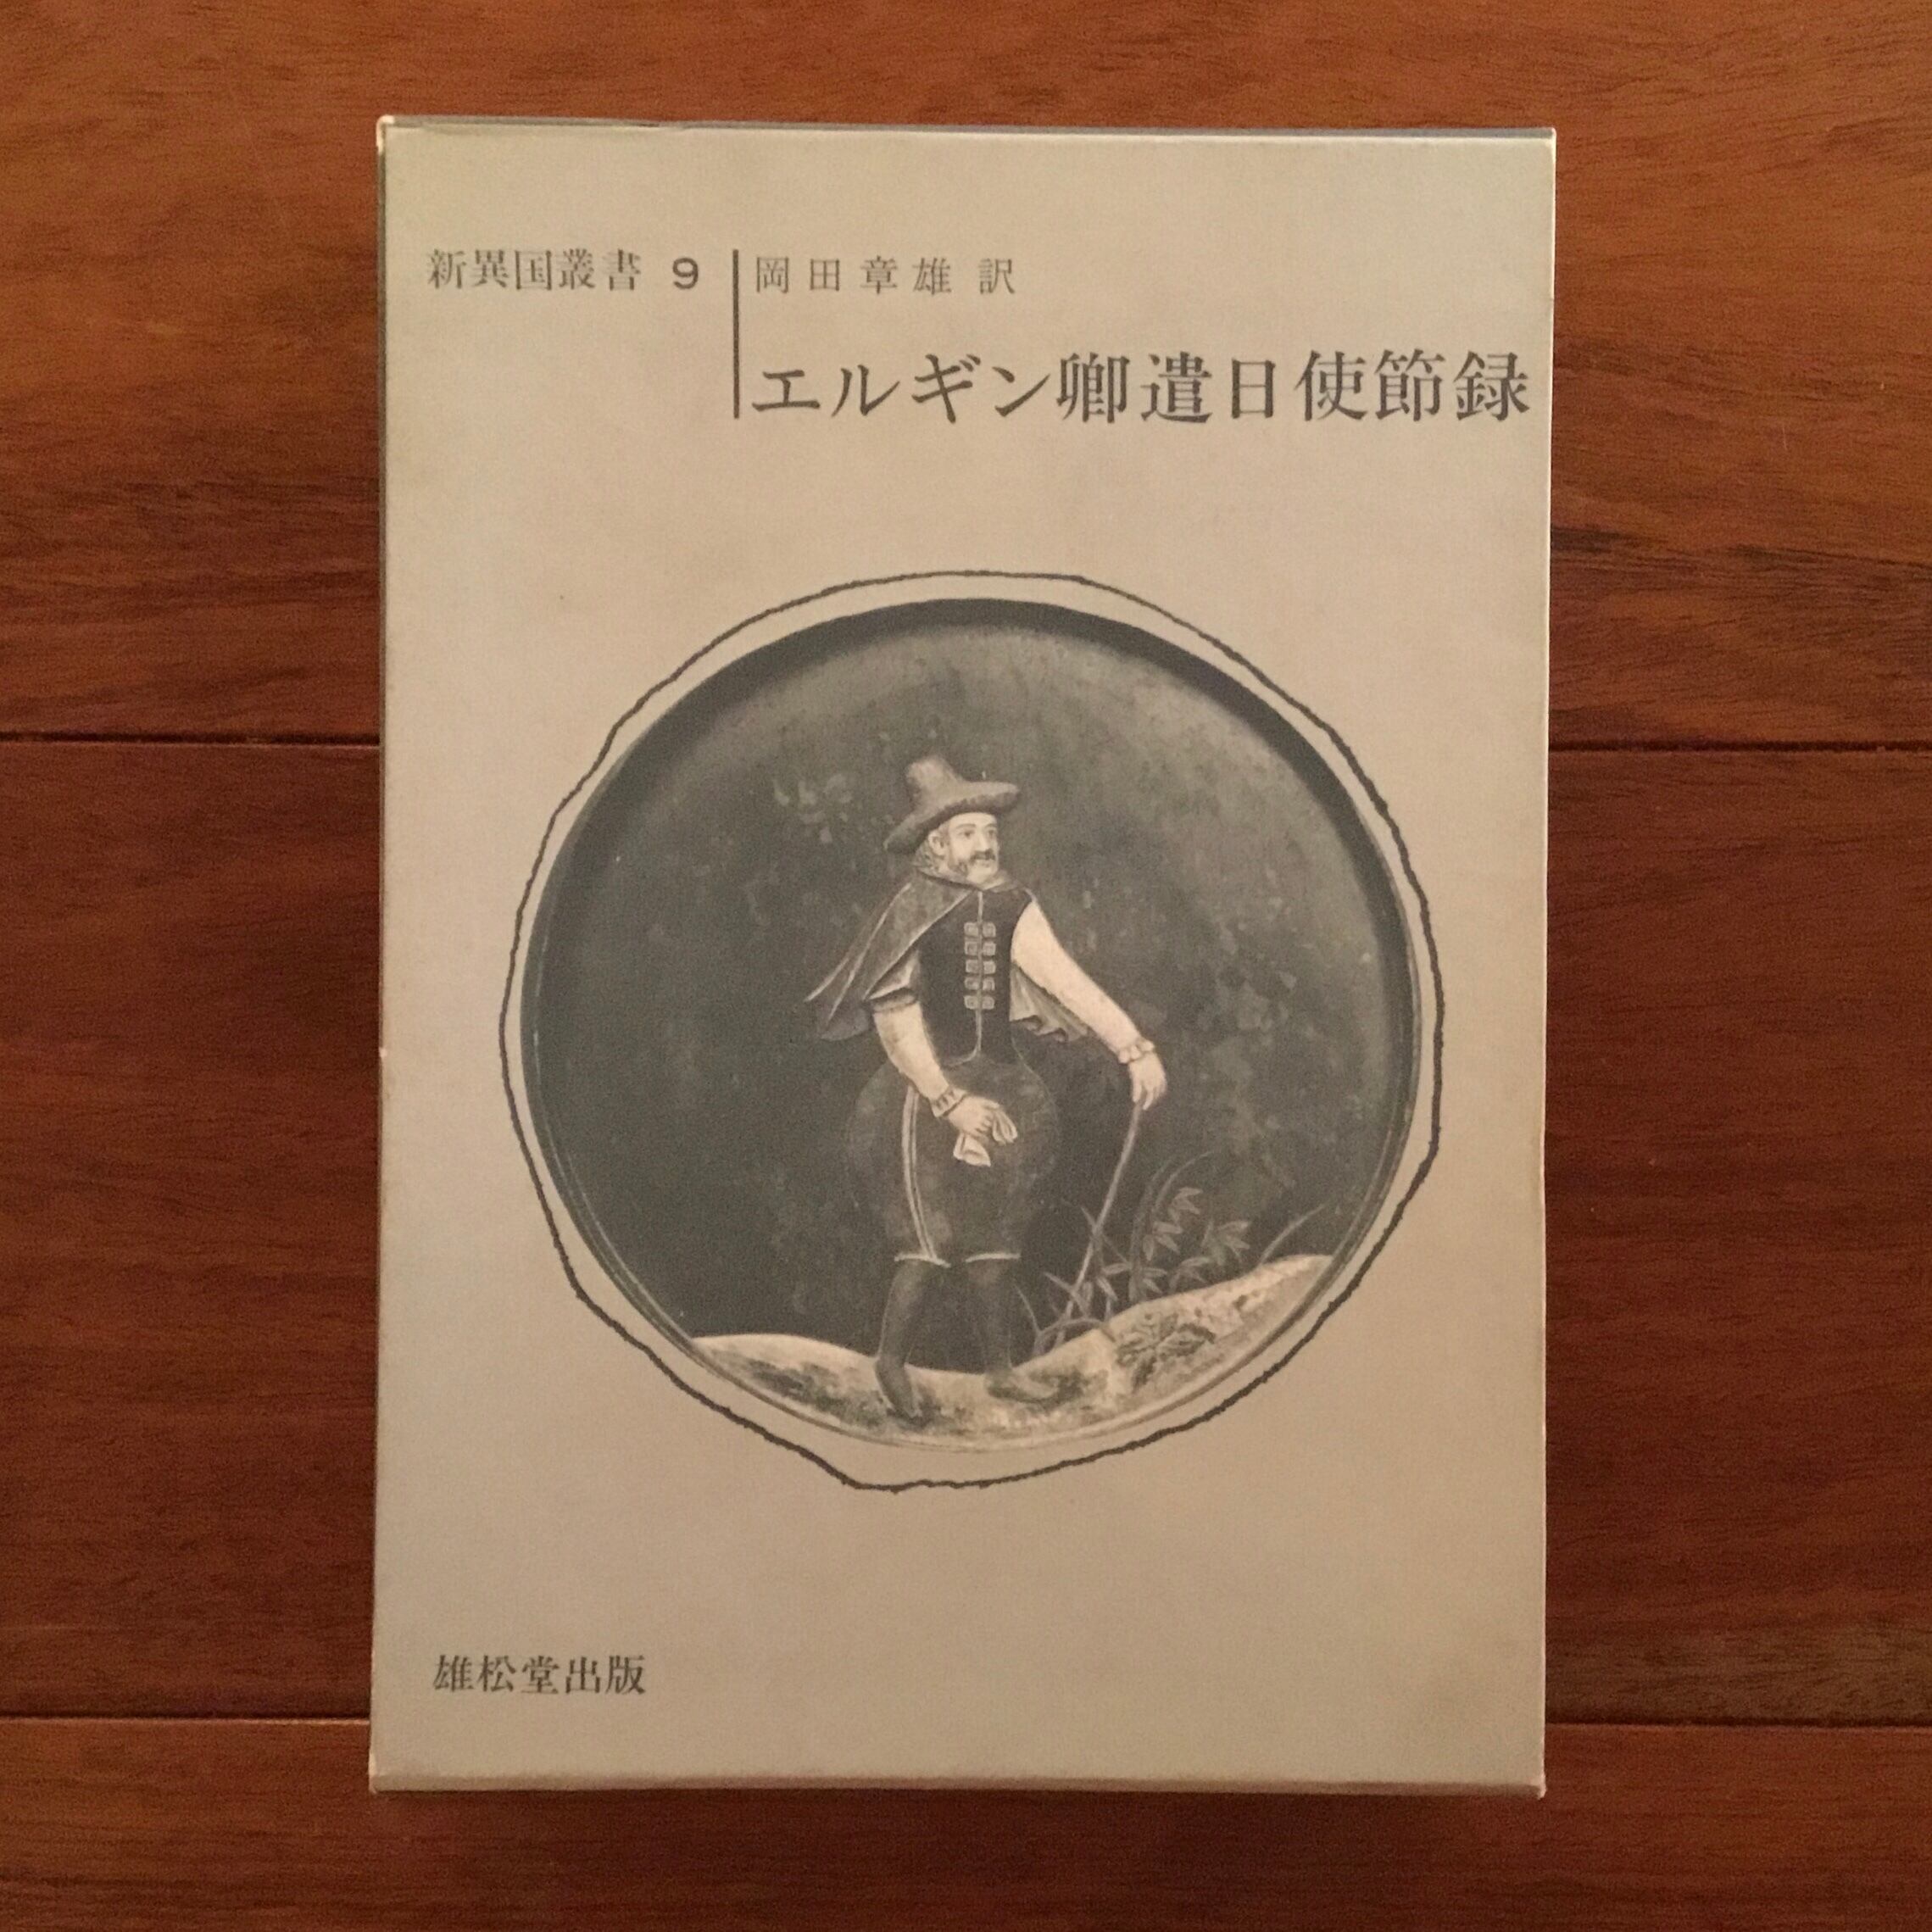 新異国叢書 9
岡田章雄 訳
エルギン卿遣日使節録
雄松堂出版